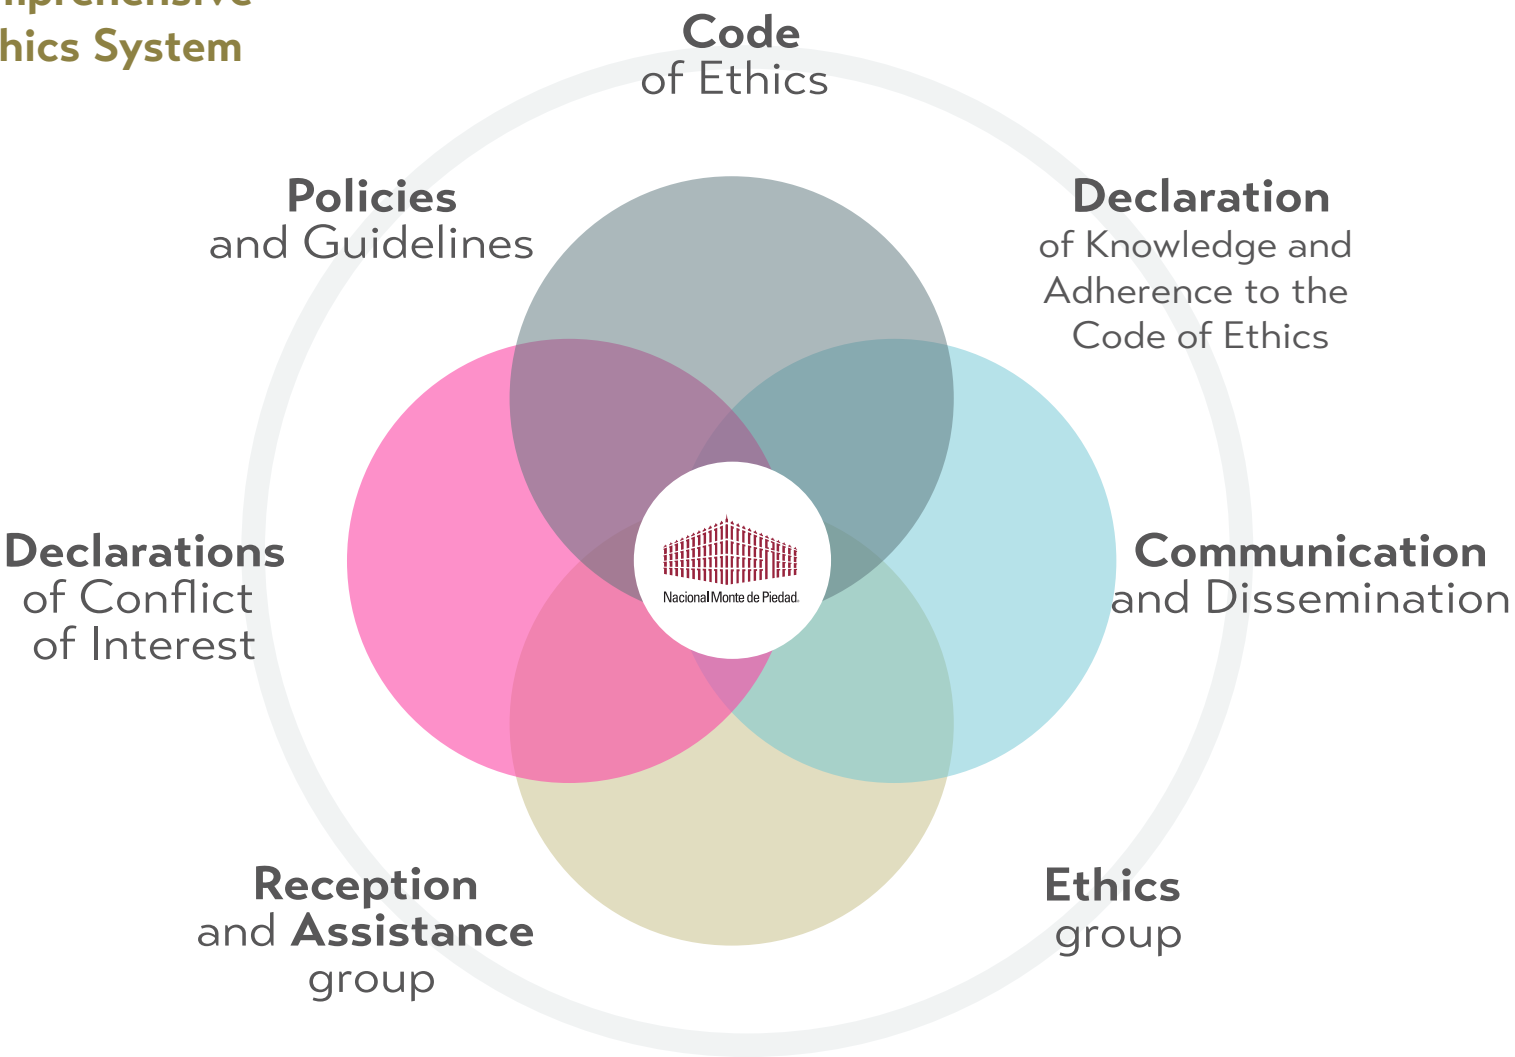 System
Code
of Ethics
Policies
and Guidelines
Declaration
of Knowledge and
Adherence to the
Code of Ethics
Declarations
of Conflict
of Interest
Nacional Monte de Piedad.
Communication
and Dissemination
Reception
and Assistance
group
Ethics
group